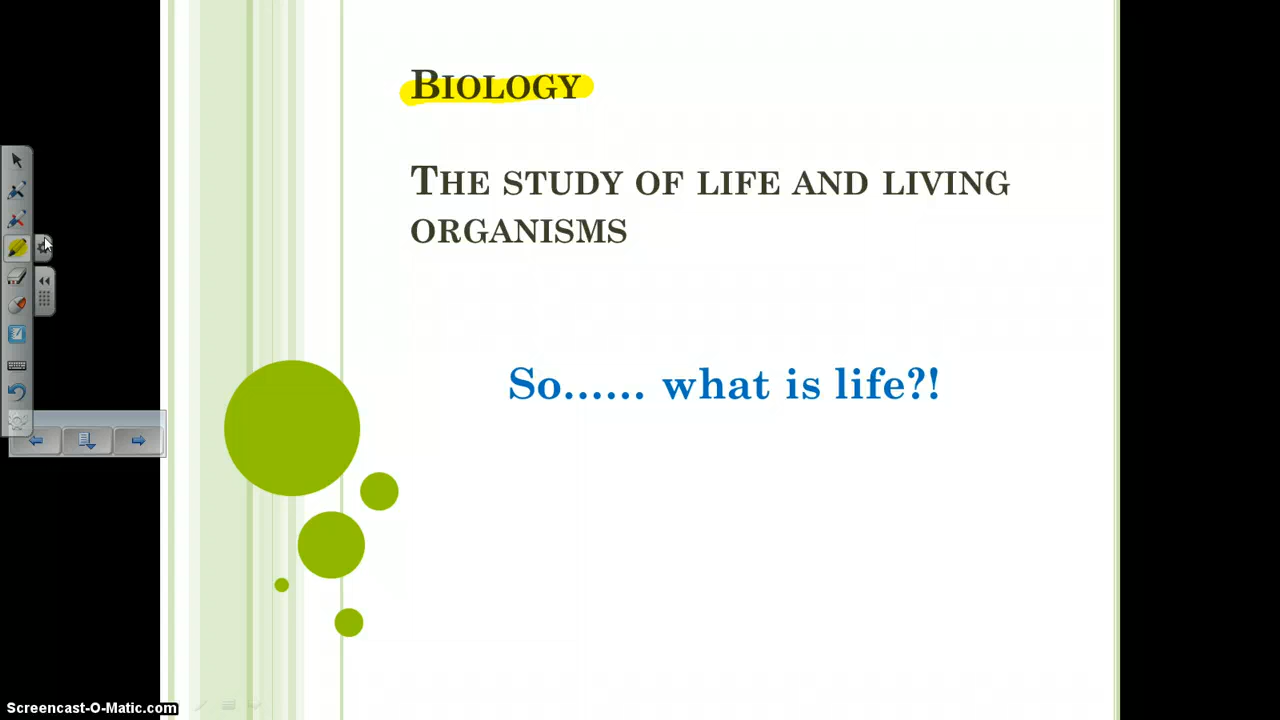 Biology
The study of life and living
organisms
So...... what is life?!
Screencast-O-Matic.com